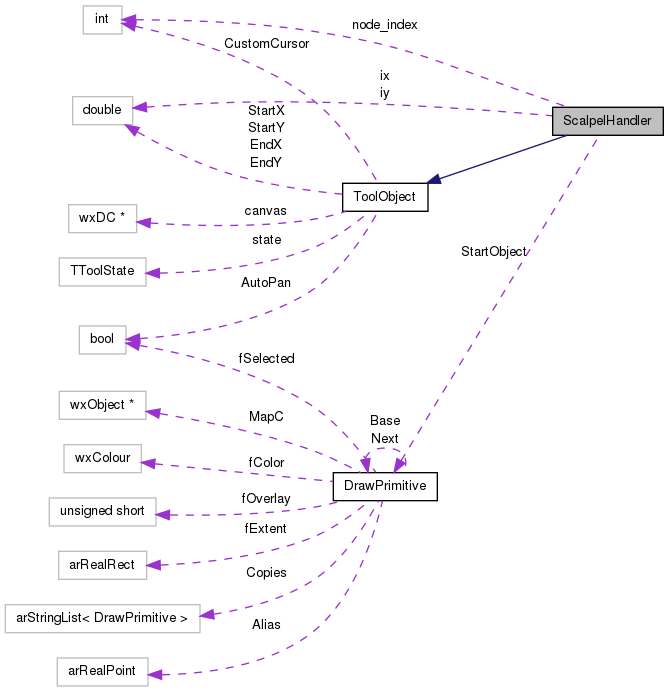 int
node_index
CustomCursor
ix
iy
double
StartX
StartY
EndX
EndY
ScalpelHandler
ToolObject
wxDC *
canvas
TToolState
state
StartObject
AutoPan
bool
fSelected
wxObject *
MapC
Base
Next
wxColour
fColor
DrawPrimitive
unsigned short
fOverlay
fExtent
arRealRect
Copies
arStringList< DrawPrimitive >
Alias
arRealPoint